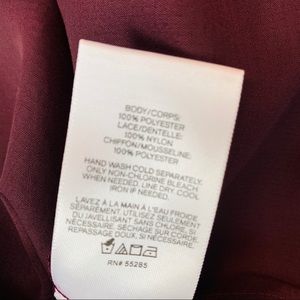 BODY/CORPS:
100% POLYESTER
LACE/DENTELLE:
100% NYLON
CHIFFON/MOUSSELINE:
100% POLYESTER
HAND WASH COLD SEPARATELY.
ONLY NON-CHLORINE BLEACH
WHEN NEEDED. LINE DRY. COOL
IRON IF NEEDED.
LAVEZ À LA MAIN À L'EAU FROIDE
SÉPARÉMENT. UTILISEZ SEULEMENT
DU JAVELLISANT SANS CHLORE,
AU BESOIN. SÉCHAGE SUR CORDE.
REPASSAGE DOUX, SI NÉCESSAIRE.
RN# 55285